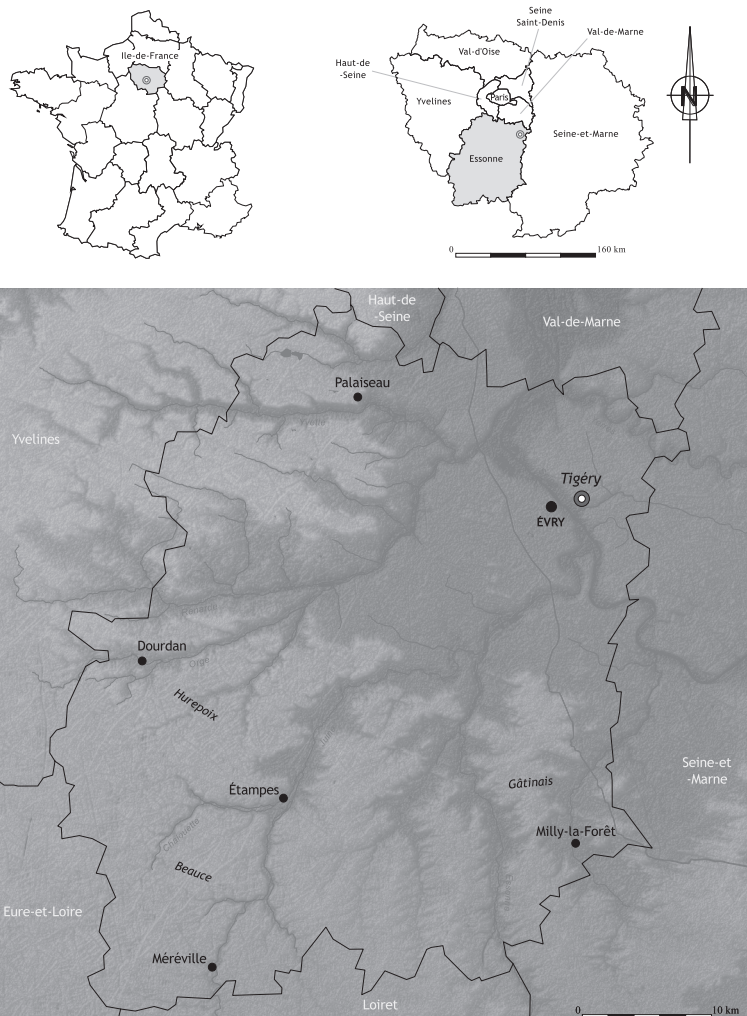 Ile-de-France
Seine
Saint-Denis
Val-de-Marne
Val-d'Oise
Haut-de
-Seine
Paris
Yvelines
Seine-et-Marne
Essonne
N
0
160 km
Haut-de
-Seine
Val-de-Marne
Palaiseau
Yvette
Yvelines
Tigéry
ÉVRY
Dourdan
Orge
Hurepoix
Seine-et
-Marne
Étampes
Gâtinais
Milly-la-Forêt
Beauce
Eure-et-Loire
Méréville
Loiret
0
10 km